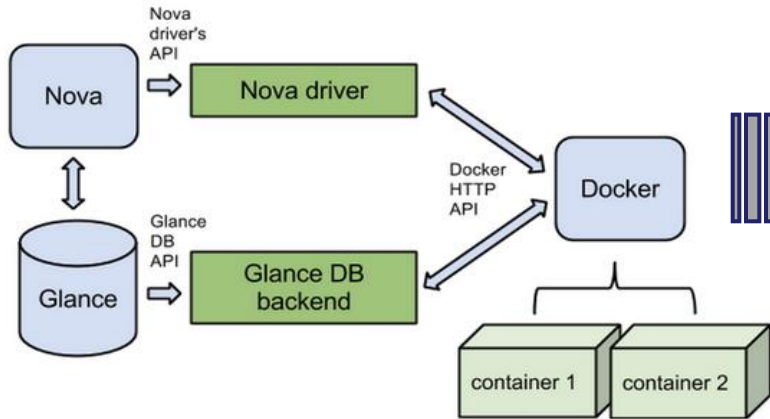 Nova
driver's
API
Nova
Nova driver
Docker
HTTP
API
Docker
Glance
DB
API
Glance
Glance DB
backend
container 1
container 2